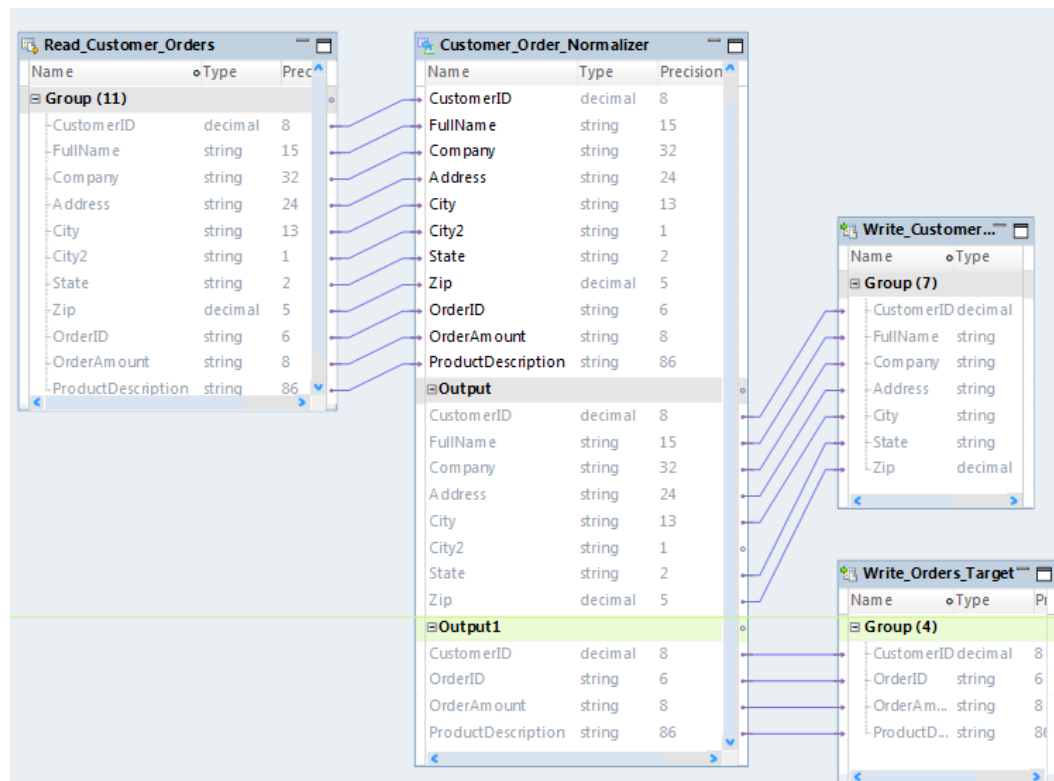 Read_Customer_Orders
Name Type Prec
Group (11)
CustomerID decimal 8
FullName string 15
Company string 32
Address string 24
City string 13
City2 string 1
State string 2
Zip decimal 5
OrderID string 6
OrderAmount string 8
ProductDescription string 86
Customer_Order_Normalizer
Name Type Precision
CustomerID decimal 8
FullName string 15
Company string 32
Address string 24
City string 13
City2 string 1
State string 2
Zip decimal 5
OrderID string 6
OrderAmount string 8
ProductDescription string 86
Output
CustomerID decimal 8
FullName string 15
Company string 32
Address string 24
City string 13
City2 string 1
State string 2
Zip decimal 5
Output1
CustomerID decimal 8
OrderID string 6
OrderAmount string 8
ProductDescription string 86
Write_Customer...
Name Type
Group (7)
CustomerID decimal
FullName string
Company string
Address string
City string
State string
Zip decimal
Write_Orders_Target
Name Type P
Group (4)
CustomerID decimal 8
OrderID string 6
OrderAm... string 8
ProductD... string 86